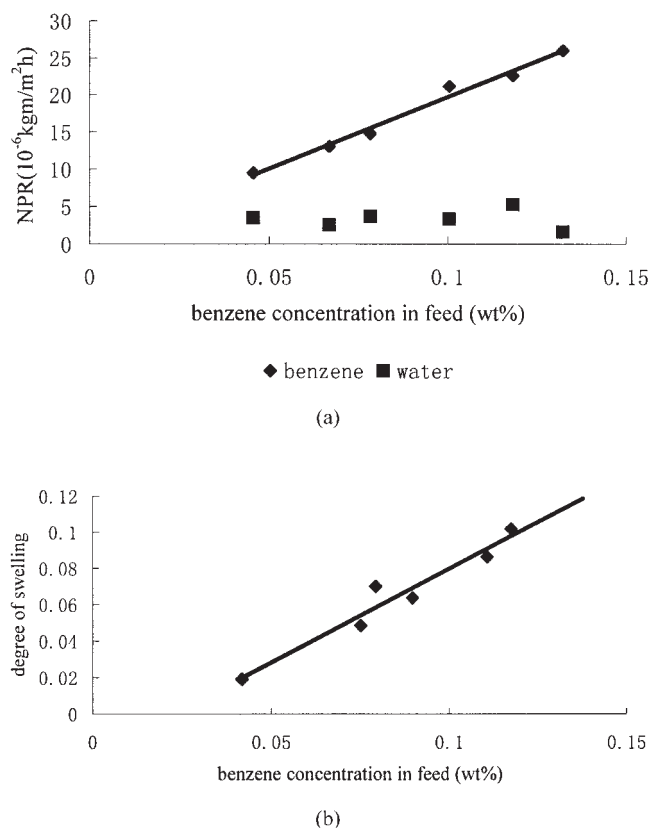 30
25
20
15
10
5
0
NPR(10⁻⁶kgm/m²h)
0 0.05 0.1 0.15
benzene concentration in feed (wt%)
◆ benzene ■ water
(a)
0.12
0.1
0.08
0.06
0.04
0.02
0
degree of swelling
0 0.05 0.1 0.15
benzene concentration in feed (wt%)
(b)